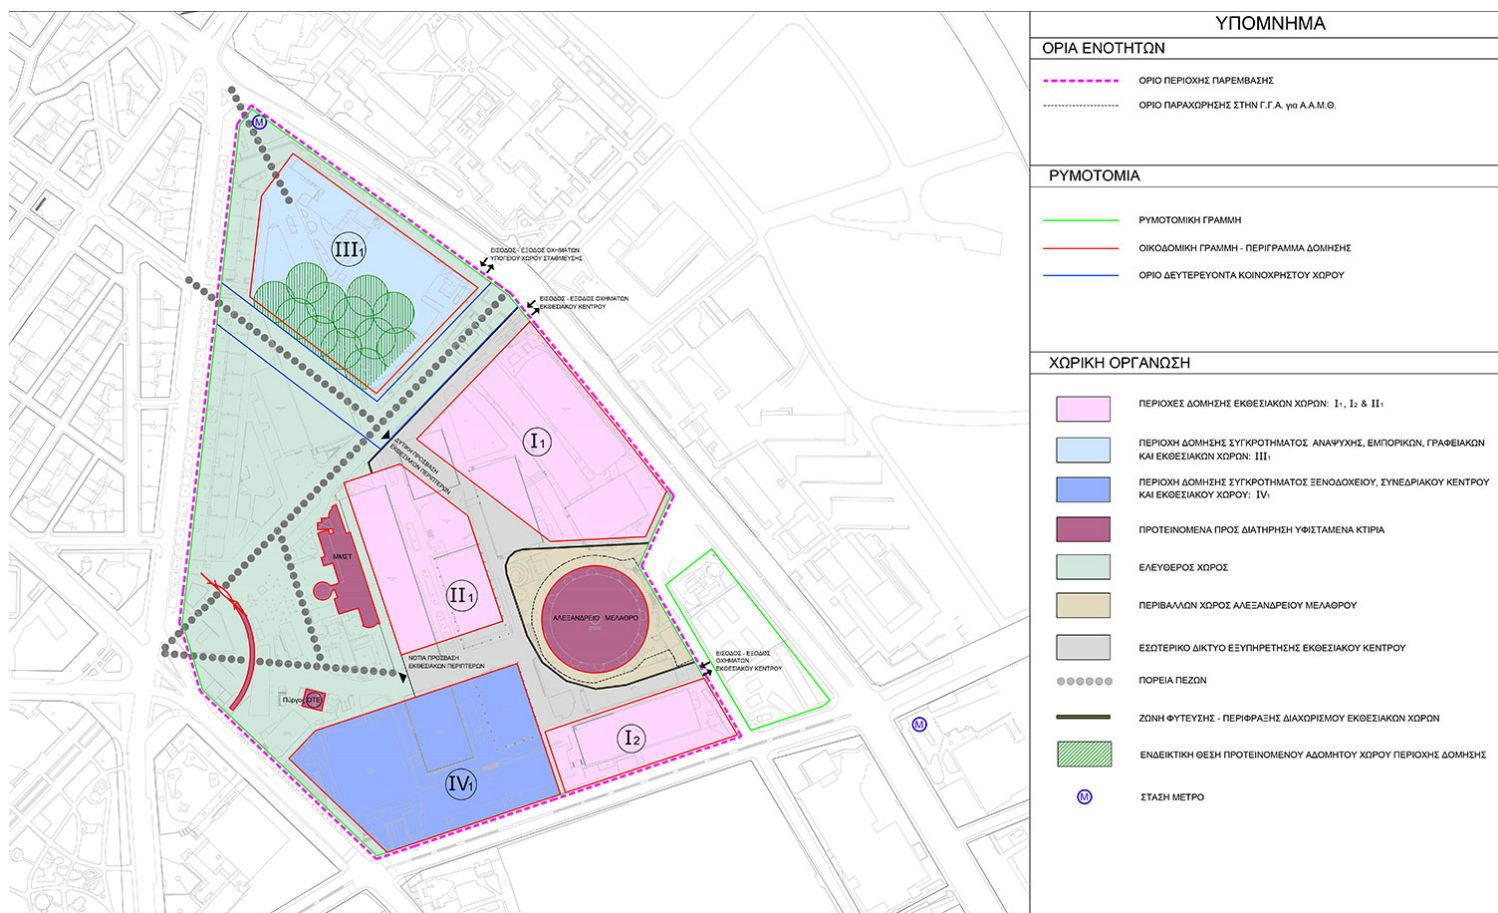 ΥΠΟΜΝΗΜΑ
ΟΡΙΑ ΕΝΟΤΗΤΩΝ
ΟΡΙΟ ΠΕΡΙΟΧΗΣ ΠΑΡΕΜΒΑΣΗΣ
ΟΡΙΟ ΠΑΡΑΧΩΡΗΣΗΣ ΣΤΗΝ Γ.Γ.Α. για Α.Α.Μ.Θ.
ΡΥΜΟΤΟΜΙΑ
ΡΥΜΟΤΟΜΙΚΗ ΓΡΑΜΜΗ
ΟΙΚΟΔΟΜΙΚΗ ΓΡΑΜΜΗ - ΠΕΡΙΓΡΑΜΜΑ ΔΟΜΗΣΗΣ
ΟΡΙΟ ΔΕΥΤΕΡΕΥΟΝΤΑ ΚΟΙΝΟΧΡΗΣΤΟΥ ΧΩΡΟΥ
ΧΩΡΙΚΗ ΟΡΓΑΝΩΣΗ
ΠΕΡΙΟΧΕΣ ΔΟΜΗΣΗΣ ΕΚΘΕΣΙΑΚΩΝ ΧΩΡΩΝ: I1, I2 & II1
ΠΕΡΙΟΧΗ ΔΟΜΗΣΗΣ ΣΥΓΚΡΟΤΗΜΑΤΟΣ ΑΝΑΨΥΧΗΣ, ΕΜΠΟΡΙΚΩΝ, ΓΡΑΦΕΙΑΚΩΝ
ΚΑΙ ΕΚΘΕΣΙΑΚΩΝ ΧΩΡΩΝ: III1
ΠΕΡΙΟΧΗ ΔΟΜΗΣΗΣ ΣΥΓΚΡΟΤΗΜΑΤΟΣ ΞΕΝΟΔΟΧΕΙΟΥ, ΣΥΝΕΔΡΙΑΚΟΥ ΚΕΝΤΡΟΥ
ΚΑΙ ΕΚΘΕΣΙΑΚΟΥ ΧΩΡΟΥ: IV1
ΠΡΟΤΕΙΝΟΜΕΝΑ ΠΡΟΣ ΔΙΑΤΗΡΗΣΗ ΥΦΙΣΤΑΜΕΝΑ ΚΤΙΡΙΑ
ΕΛΕΥΘΕΡΟΣ ΧΩΡΟΣ
ΠΕΡΙΒΑΛΛΩΝ ΧΩΡΟΣ ΑΛΕΞΑΝΔΡΕΙΟΥ ΜΕΛΑΘΡΟΥ
ΕΣΩΤΕΡΙΚΟ ΔΙΚΤΥΟ ΕΞΥΠΗΡΕΤΗΣΗΣ ΕΚΘΕΣΙΑΚΟΥ ΚΕΝΤΡΟΥ
ΠΟΡΕΙΑ ΠΕΖΩΝ
ΖΩΝΗ ΦΥΤΕΥΣΗΣ - ΠΕΡΙΦΡΑΞΗΣ ΔΙΑΧΩΡΙΣΜΟΥ ΕΚΘΕΣΙΑΚΩΝ ΧΩΡΩΝ
ΕΝΔΕΙΚΤΙΚΗ ΘΕΣΗ ΠΡΟΤΕΙΝΟΜΕΝΟΥ ΑΔΟΜΗΤΟΥ ΧΩΡΟΥ ΠΕΡΙΟΧΗΣ ΔΟΜΗΣΗΣ
M
ΣΤΑΣΗ ΜΕΤΡΟ
M
III1
ΕΙΣΟΔΟΣ - ΕΞΟΔΟΣ ΟΧΗΜΑΤΩΝ
ΥΠΟΓΕΙΟΥ ΧΩΡΟΥ ΣΤΑΘΜΕΥΣΗΣ
ΕΙΣΟΔΟΣ - ΕΞΟΔΟΣ ΟΧΗΜΑΤΩΝ
ΕΚΘΕΣΙΑΚΟΥ ΚΕΝΤΡΟΥ
I1
ΔΥΤΙΚΗ ΠΡΟΣΒΑΣΗ
ΕΚΘΕΣΙΑΚΩΝ ΠΕΡΙΠΤΕΡΩΝ
ΜΜΣΤ
II1
ΑΛΕΞΑΝΔΡΕΙΟ ΜΕΛΑΘΡΟ
ΝΟΤΙΑ ΠΡΟΣΒΑΣΗ
ΕΚΘΕΣΙΑΚΩΝ ΠΕΡΙΠΤΕΡΩΝ
ΕΙΣΟΔΟΣ - ΕΞΟΔΟΣ
ΟΧΗΜΑΤΩΝ
ΕΚΘΕΣΙΑΚΟΥ ΚΕΝΤΡΟΥ
Πύργος ΟΤΕ
I2
M
IV1